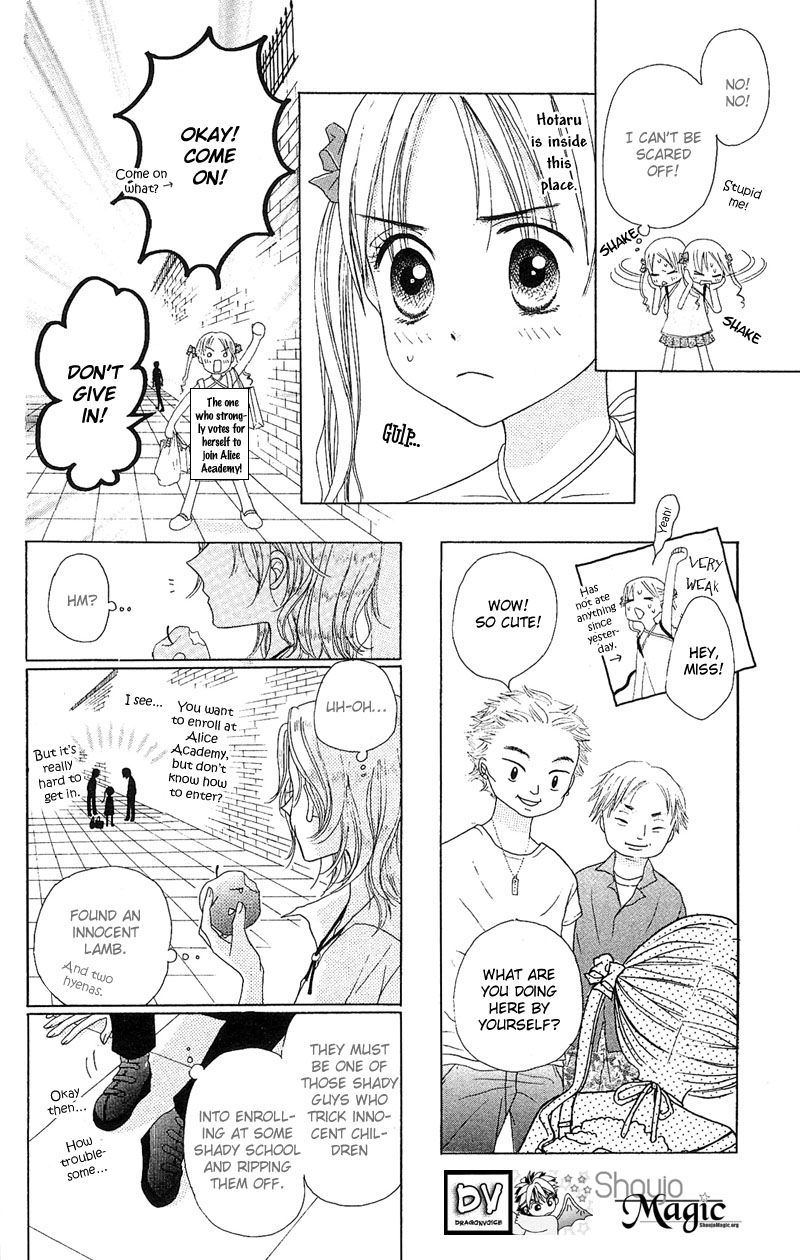 NO!
NO!
I CAN'T BE
SCARED
OFF!
Stupid
me!
SHAKE
SHAKE
Hotaru
is inside
this
place.
GULP...
OKAY!
COME
ON!
Come on
what? →
DON'T
GIVE
IN!
The one
who strong-
ly votes for
herself to
join Alice
Academy!
Yeah!
VERY
WEAK
Has
not ate
anything
since
yester-
day.
→
HEY,
MISS!
WOW!
SO CUTE!
WHAT ARE
YOU DOING
HERE BY
YOURSELF?
HM?
UH-OH...
You want
to enroll at
Alice
Academy,
but don't
know how
to enter?
I see...
But it's
really
hard to
get in.
FOUND AN
INNOCENT
LAMB.
And two
hyenas.
THEY MUST
BE ONE OF
THOSE SHADY
GUYS WHO
TRICK INNO-
CENT CHIL-
DREN
INTO ENROLL-
ING AT SOME
SHADY SCHOOL
AND RIPPING
THEM OFF.
Okay
then...
How
trouble-
some...
DV
DRAGONVOICE
Shoujo
Magic
ShoujoMagic.org